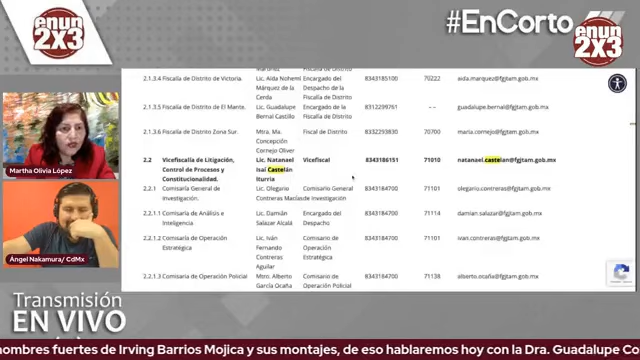 enun
2x3
#EnCorto
enun
2x3
Fiscalía de Distrito
2.1.3.4 Fiscalía de Distrito de Victoria. Lic. Aida Nohemi Encargado del 8343185100 70222 aida.marquez@fgjtam.gob.mx
Márquez de la Despacho de la
Cerda Fiscalía de Distrito
2.1.3.5 Fiscalía de Distrito de El Mante. Lic. Guadalupe Encargado de la 8312299761 -- guadalupe.bernal@fgjtam.gob.mx
Bernal Castillo Fiscalía de Distrito
2.1.3.6 Fiscalía de Distrito Zona Sur. Mtra. Ma. Fiscal de Distrito 8332293830 70700 maria.cornejo@fgjtam.gob.mx
Concepción
Cornejo Oliver
2.2 Vicefiscalía de Litigación, Lic. Natanael Vicefiscal 8343186151 71010 natanael.castelan@fgjtam.gob.mx
Control de Procesos y Isai Castelán
Constitucionalidad. Iturria
2.2.1 Comisaría General de Lic. Olegario Comisario General 8343184700 71101 olegario.contreras@fgjtam.gob.mx
Investigación. Contreras Macías de Investigación
2.2.1.1 Comisaría de Análisis e Lic. Damián Encargado del 8343184700 71114 damian.salazar@fgjtam.gob.mx
Inteligencia. Salazar Alcalá Despacho
2.2.1.2 Comisaría de Operación Lic. Iván Comisario de 8343184700 71101 ivan.contreras@fgjtam.gob.mx
Estratégica Fernando Operación
Contreras Estratégica
Aguilar
2.2.1.3 Comisaría de Operación Policial Mtro. Alberto Comisario de 8343184700 71138 alberto.ocaña@fgjtam.gob.mx
García Ocaña Operación Policial
Martha Olivia López
Ángel Nakamura/ CdMx
Transmisión
EN VIVO
nombres fuertes de Irving Barrios Mojica y sus montajes, de eso hablaremos hoy con la Dra. Guadalupe Co